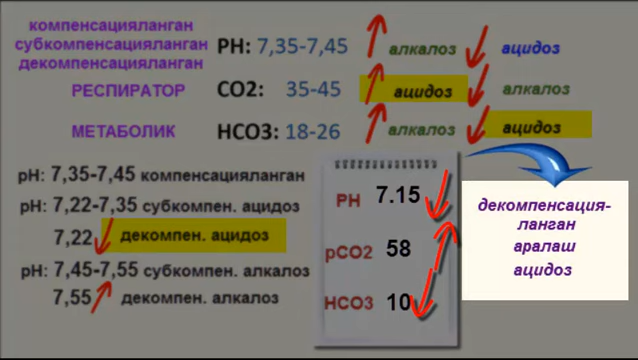 компенсацияланган
субкомпенсацияланган
декомпенсацияланган
PH: 7,35-7,45 алкалоз ацидоз
РЕСПИРАТОР CO2: 35-45 ацидоз алкалоз
МЕТАБОЛИК HCO3: 18-26 алкалоз ацидоз
pH: 7,35-7,45 компенсацияланган
pH: 7,22-7,35 субкомпен. ацидоз
7,22 декомпен. ацидоз
pH: 7,45-7,55 субкомпен. алкалоз
7,55 декомпен. алкалоз
PH 7.15
pCO2 58
HCO3 10
декомпенсация-
ланган
аралаш
ацидоз